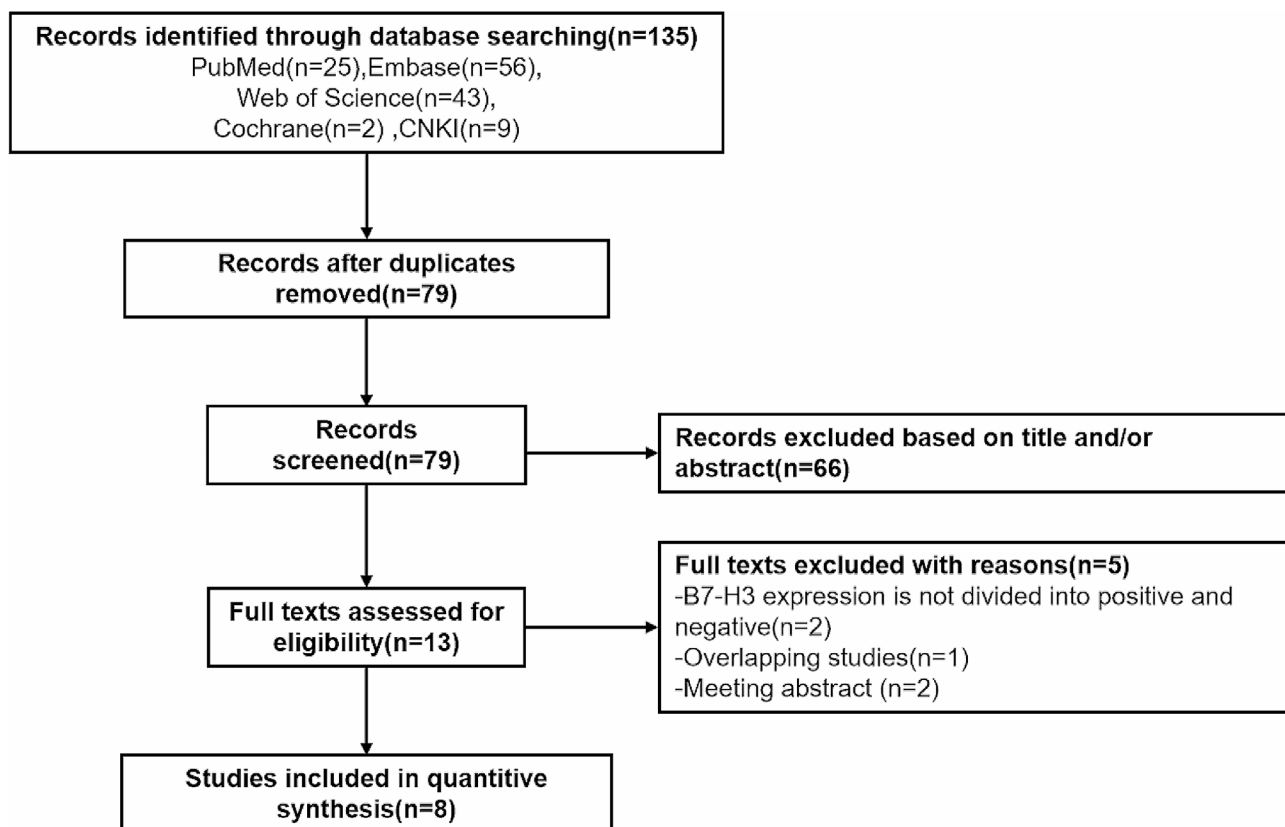 Records identified through database searching(n=135)
PubMed(n=25),Embase(n=56),
Web of Science(n=43),
Cochrane(n=2) ,CNKI(n=9)
Records after duplicates
removed(n=79)
Records
screened(n=79)
Records excluded based on title and/or
abstract(n=66)
Full texts assessed for
eligibility(n=13)
Full texts excluded with reasons(n=5)
-B7-H3 expression is not divided into positive and
negative(n=2)
-Overlapping studies(n=1)
-Meeting abstract (n=2)
Studies included in quantitive
synthesis(n=8)